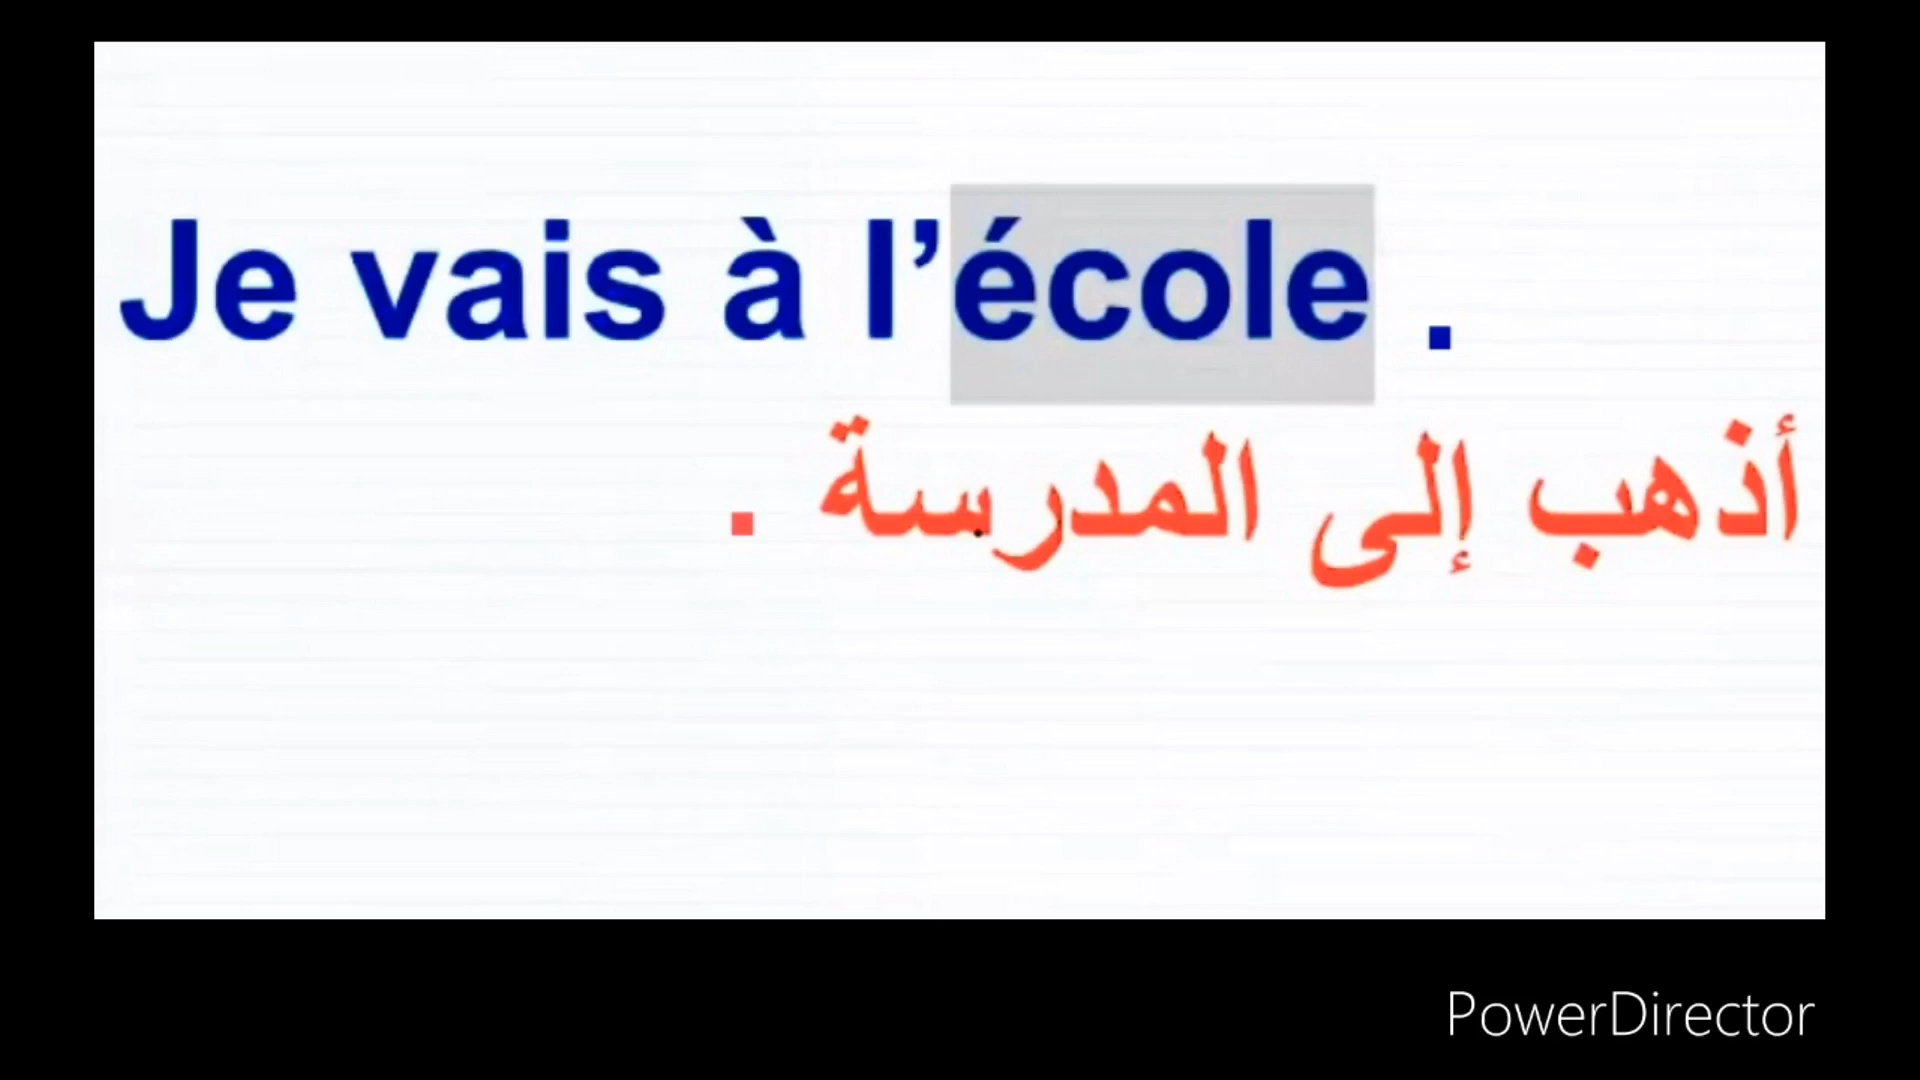 Je vais à l’école .
أذهب إلى المدرسة .
PowerDirector